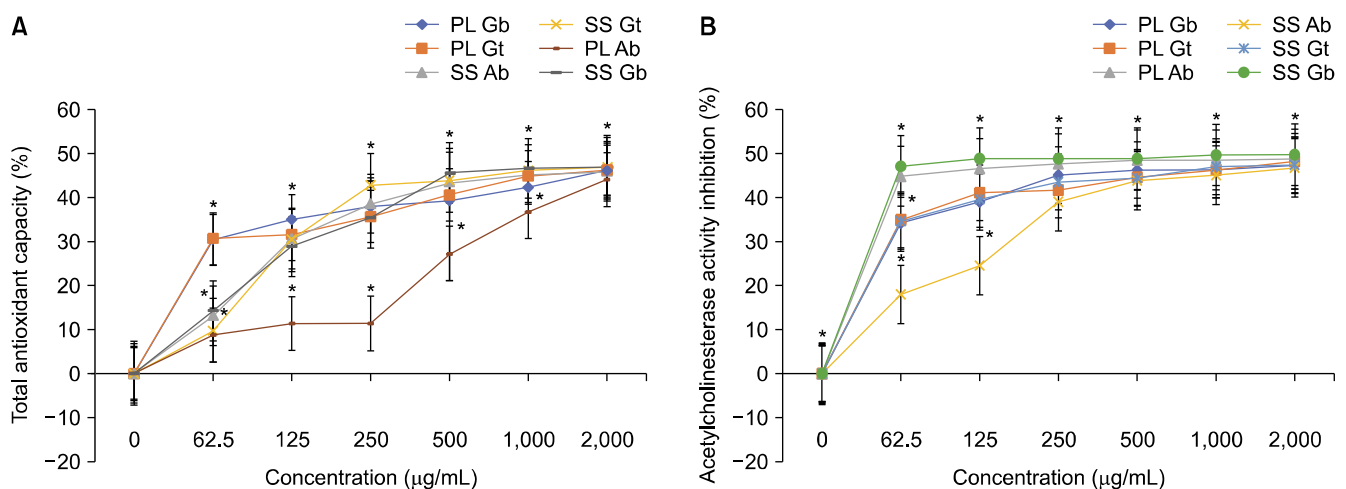 A
PL Gb
SS Gt
PL Gt
PL Ab
SS Ab
SS Gb
Total antioxidant capacity (%)
60
50
40
30
20
10
0
−10
−20
0 62.5 125 250 500 1,000 2,000
Concentration (μg/mL)
* * * * * * * * * * * *
B
PL Gb
SS Ab
PL Gt
SS Gt
PL Ab
SS Gb
Acetylcholinesterase activity inhibition (%)
60
50
40
30
20
10
0
−10
−20
0 62.5 125 250 500 1,000 2,000
Concentration (μg/mL)
* * * * * * * * * *